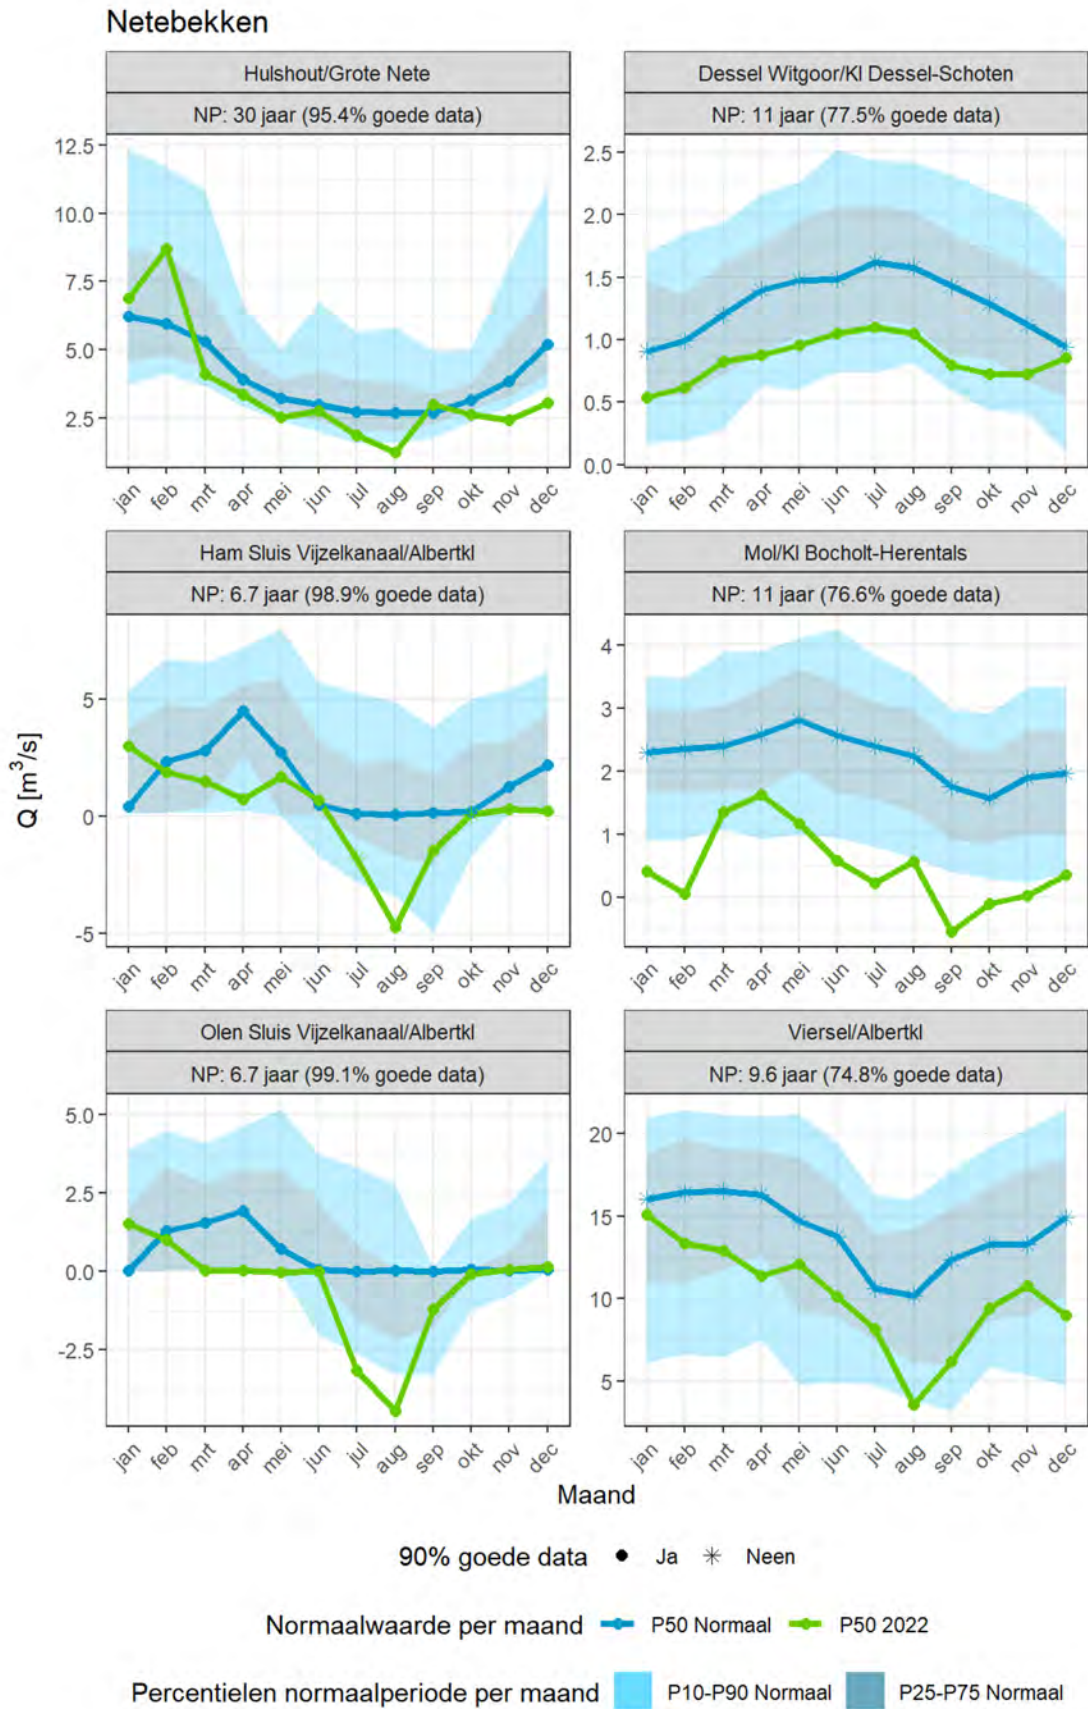 Netebekken
Hulshout/Grote Nete
NP: 30 jaar (95.4% goede data)
12.5
10.0
7.5
5.0
2.5
jan feb mrt apr mei jun jul aug sep okt nov dec
Dessel Witgoor/Kl Dessel-Schoten
NP: 11 jaar (77.5% goede data)
2.5
2.0
1.5
1.0
0.5
0.0
jan feb mrt apr mei jun jul aug sep okt nov dec
Ham Sluis Vijzelkanaal/Albertkl
NP: 6.7 jaar (98.9% goede data)
5
0
-5
jan feb mrt apr mei jun jul aug sep okt nov dec
Mol/Kl Bocholt-Herentals
NP: 11 jaar (76.6% goede data)
4
3
2
1
0
jan feb mrt apr mei jun jul aug sep okt nov dec
Q [m³/s]
Olen Sluis Vijzelkanaal/Albertkl
NP: 6.7 jaar (99.1% goede data)
5.0
2.5
0.0
-2.5
jan feb mrt apr mei jun jul aug sep okt nov dec
Viersel/Albertkl
NP: 9.6 jaar (74.8% goede data)
20
15
10
5
jan feb mrt apr mei jun jul aug sep okt nov dec
Maand
90% goede data Ja Neen
Normaalwaarde per maand P50 Normaal P50 2022
Percentielen normaalperiode per maand P10-P90 Normaal P25-P75 Normaal